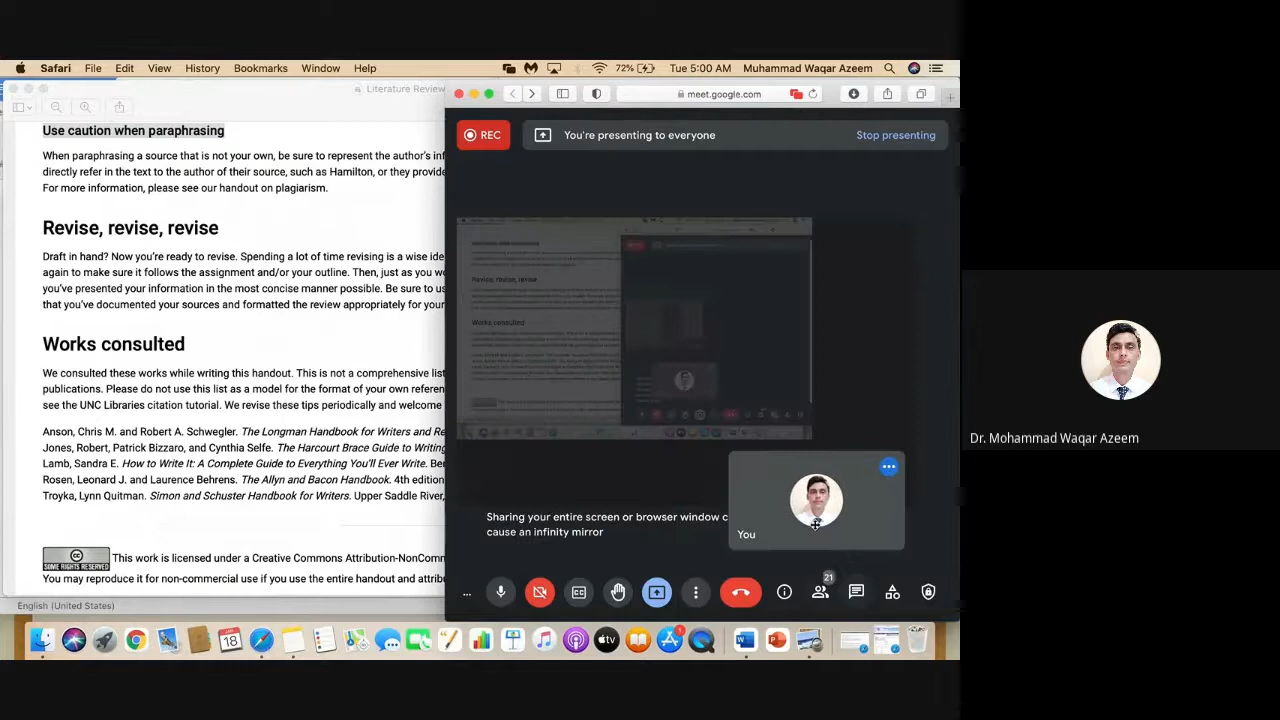 Safari File Edit View History Bookmarks Window Help 72% Tue 5:00 AM Muhammad Waqar Azeem
Literature Review
meet.google.com
REC
You're presenting to everyone
Stop presenting
Use caution when paraphrasing
When paraphrasing a source that is not your own, be sure to represent the author's
directly refer in the text to the author of their source, such as Hamilton, or they provide
For more information, please see our handout on plagiarism.
Revise, revise, revise
Draft in hand? Now you're ready to revise. Spending a lot of time revising is a wise ide
again to make sure it follows the assignment and/or your outline. Then, just as you
you've presented your information in the most concise manner possible. Be sure to us
that you've documented your sources and formatted the review appropriately for your
Works consulted
We consulted these works while writing this handout. This is not a comprehensive list
publications. Please do not use this list as a model for the format of your own referen
see the UNC Libraries citation tutorial. We revise these tips periodically and welcome
Anson, Chris M. and Robert A. Schwegler. The Longman Handbook for Writers and Re
Jones, Robert, Patrick Bizzaro, and Cynthia Selfe. The Harcourt Brace Guide to Writing
Lamb, Sandra E. How to Write It: A Complete Guide to Everything You'll Ever Write. Be
Rosen, Leonard J. and Laurence Behrens. The Allyn and Bacon Handbook. 4th edition
Troyka, Lynn Quitman. Simon and Schuster Handbook for Writers. Upper Saddle River,
SOME RIGHTS RESERVED
This work is licensed under a Creative Commons Attribution-NonComm
You may reproduce it for non-commercial use if you use the entire handout and attribu
English (United States)
Revise, revise, revise
Works consulted
Sharing your entire screen or browser window c
cause an infinity mirror
You
21
JAN
18
1
Dr. Mohammad Waqar Azeem